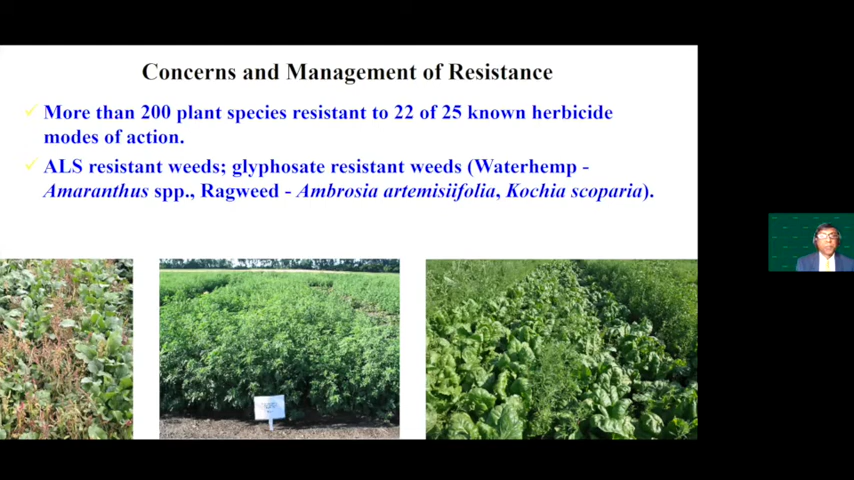 Concerns and Management of Resistance
More than 200 plant species resistant to 22 of 25 known herbicide
modes of action.
ALS resistant weeds; glyphosate resistant weeds (Waterhemp -
Amaranthus spp., Ragweed - Ambrosia artemisiifolia, Kochia scoparia).